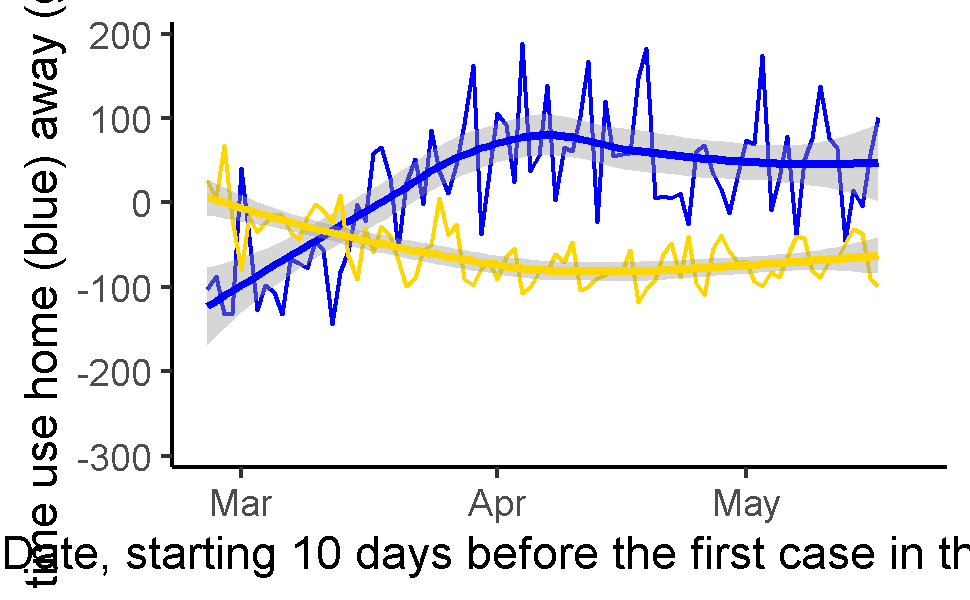 time use home (blue) away (
200
100
0
-100
-200
-300
Mar Apr May
Date, starting 10 days before the first case in th